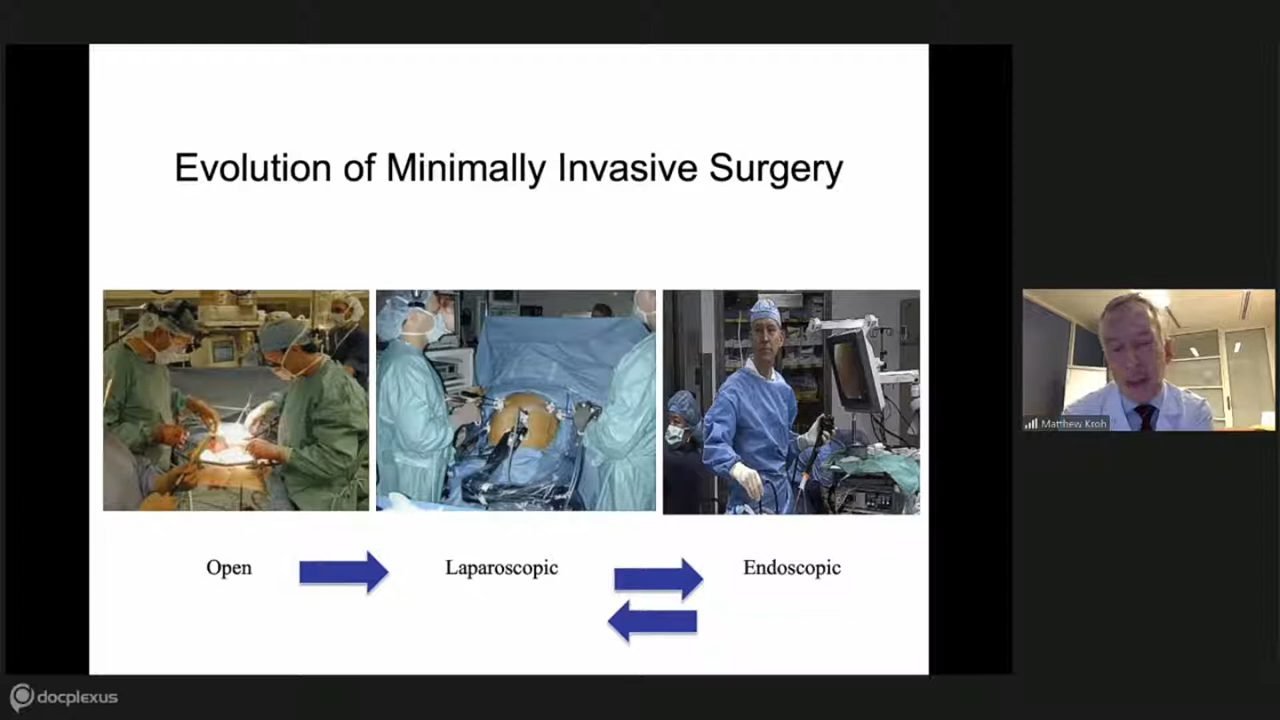 Evolution of Minimally Invasive Surgery
Open
Laparoscopic
Endoscopic
Matthew Kroh
docplexus